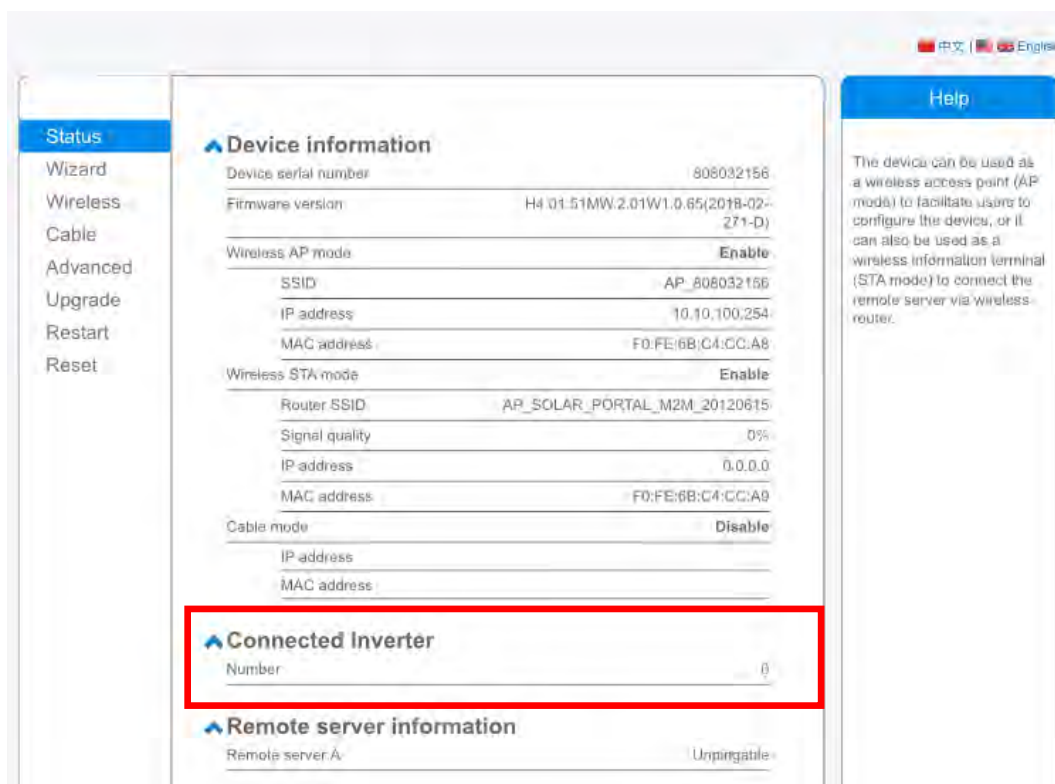 中文 | English
Help
Status
Wizard
Wireless
Cable
Advanced
Upgrade
Restart
Reset
Device information
Device serial number 808032156
Firmware version H4.01.51MW.2.01W1.0.65(2018-02-
271-D)
Wireless AP mode Enable
SSID AP_808032156
IP address 10.10.100.254
MAC address F0:FE:6B:C4:CC:A8
Wireless STA mode Enable
Router SSID AP_SOLAR_PORTAL_M2M_20120615
Signal quality 0%
IP address 0.0.0.0
MAC address F0:FE:6B:C4:CC:A9
Cable mode Disable
IP address
MAC address
Connected Inverter
Number 0
Remote server information
Remote server A Unpingable
The device can be used as
a wireless access point (AP
mode) to facilitate users to
configure the device, or it
can also be used as a
wireless information terminal
(STA mode) to connect the
remote server via wireless
router.